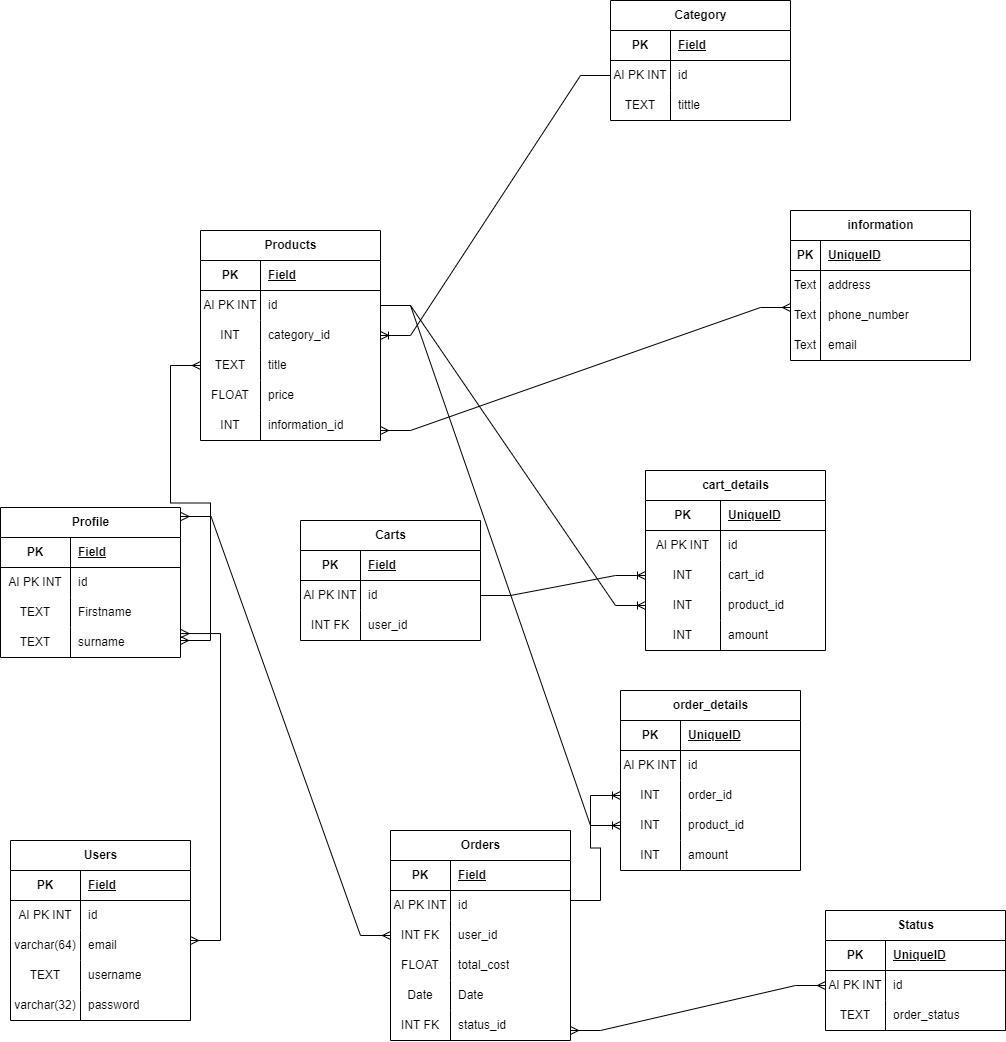 Category
PK Field
AI PK INT id
TEXT tittle
information
PK UniqueID
Text address
Text phone_number
Text email
Products
PK Field
AI PK INT id
INT category_id
TEXT title
FLOAT price
INT information_id
cart_details
PK UniqueID
AI PK INT id
INT cart_id
INT product_id
INT amount
Profile
PK Field
AI PK INT id
TEXT Firstname
TEXT surname
Carts
PK Field
AI PK INT id
INT FK user_id
order_details
PK UniqueID
AI PK INT id
INT order_id
INT product_id
INT amount
Users
PK Field
AI PK INT id
varchar(64) email
TEXT username
varchar(32) password
Orders
PK Field
AI PK INT id
INT FK user_id
FLOAT total_cost
Date Date
INT FK status_id
Status
PK UniqueID
AI PK INT id
TEXT order_status